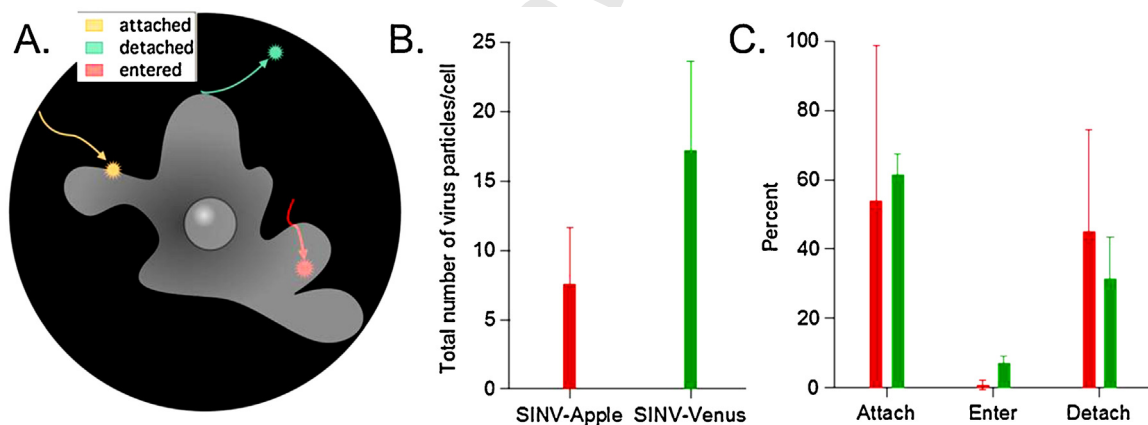 A.
attached
detached
entered
B.
Total number of virus particles/cell
25
20
15
10
5
0
SINV-Apple SINV-Venus
C.
Percent
100
80
60
40
20
0
Attach Enter Detach